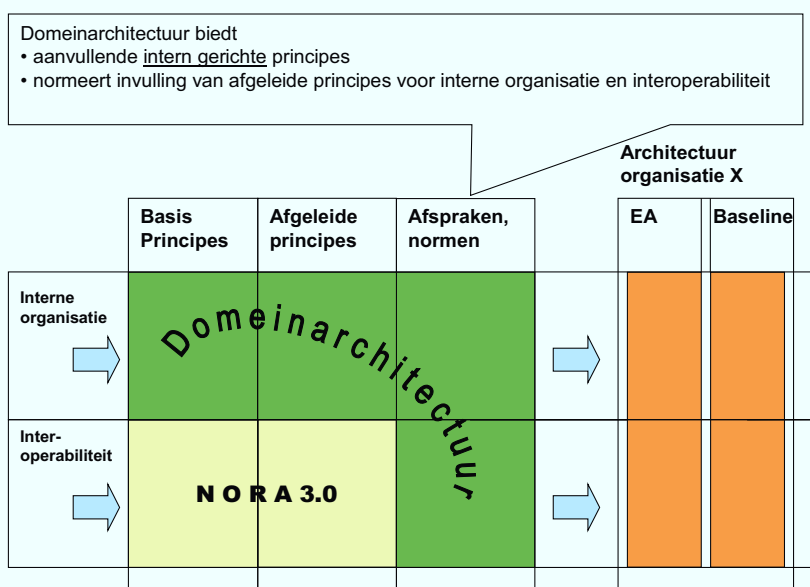 Domeinarchitectuur biedt
• aanvullende intern gerichte principes
• normeert invulling van afgeleide principes voor interne organisatie en interoperabiliteit
Architectuur
organisatie X
Basis
Principes
Afgeleide
principes
Afspraken,
normen
EA
Baseline
Interne
organisatie
Domeinarchitectuur
Inter-
operabiliteit
NORA 3.0